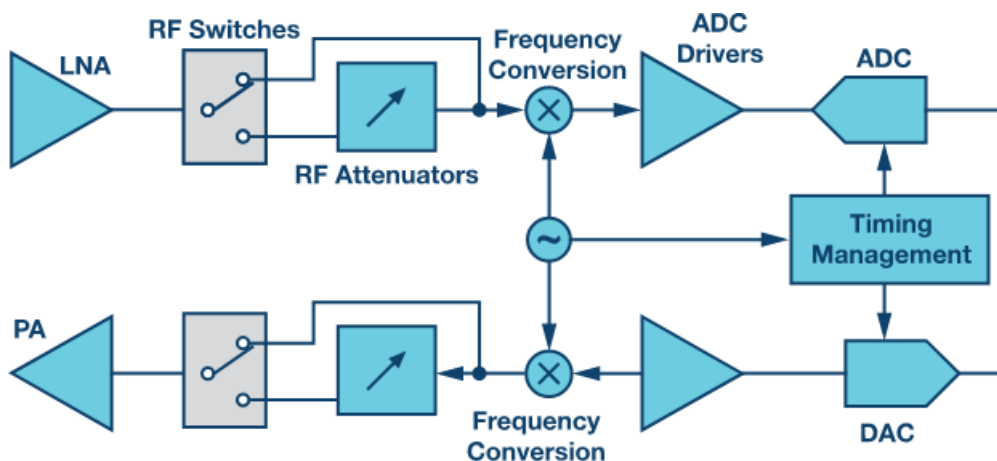 RF Switches
LNA
RF Attenuators
Frequency
Conversion
ADC
Drivers
ADC
~
Timing
Management
PA
Frequency
Conversion
DAC